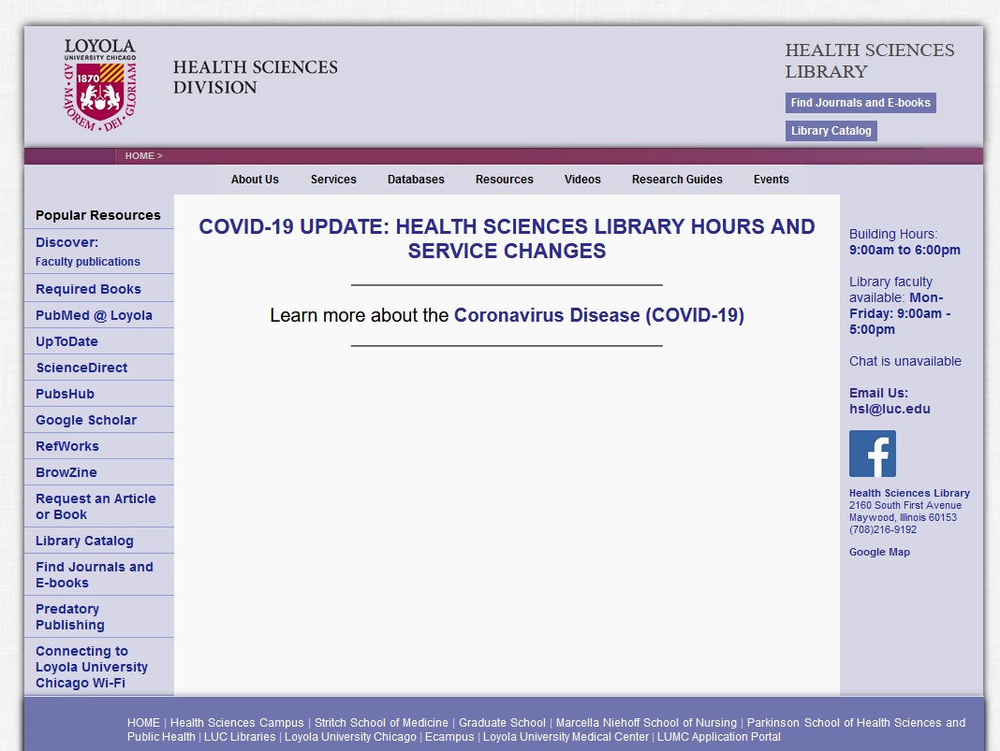 LOYOLA
UNIVERSITY CHICAGO
1870
AD • MAJOREM • DEI • GLORIAM
HEALTH SCIENCES
DIVISION
HEALTH SCIENCES
LIBRARY
Find Journals and E-books
Library Catalog
HOME >
About Us Services Databases Resources Videos Research Guides Events
Popular Resources
Discover:
Faculty publications
Required Books
PubMed @ Loyola
UpToDate
ScienceDirect
PubsHub
Google Scholar
RefWorks
BrowZine
Request an Article
or Book
Library Catalog
Find Journals and
E-books
Predatory
Publishing
Connecting to
Loyola University
Chicago Wi-Fi
COVID-19 UPDATE: HEALTH SCIENCES LIBRARY HOURS AND
SERVICE CHANGES
Learn more about the Coronavirus Disease (COVID-19)
Building Hours:
9:00am to 6:00pm
Library faculty
available: Mon-
Friday: 9:00am -
5:00pm
Chat is unavailable
Email Us:
hsl@luc.edu
f
Health Sciences Library
2160 South First Avenue
Maywood, Illinois 60153
(708)216-9192
Google Map
HOME | Health Sciences Campus | Stritch School of Medicine | Graduate School | Marcella Niehoff School of Nursing | Parkinson School of Health Sciences and
Public Health | LUC Libraries | Loyola University Chicago | Ecampus | Loyola University Medical Center | LUMC Application Portal